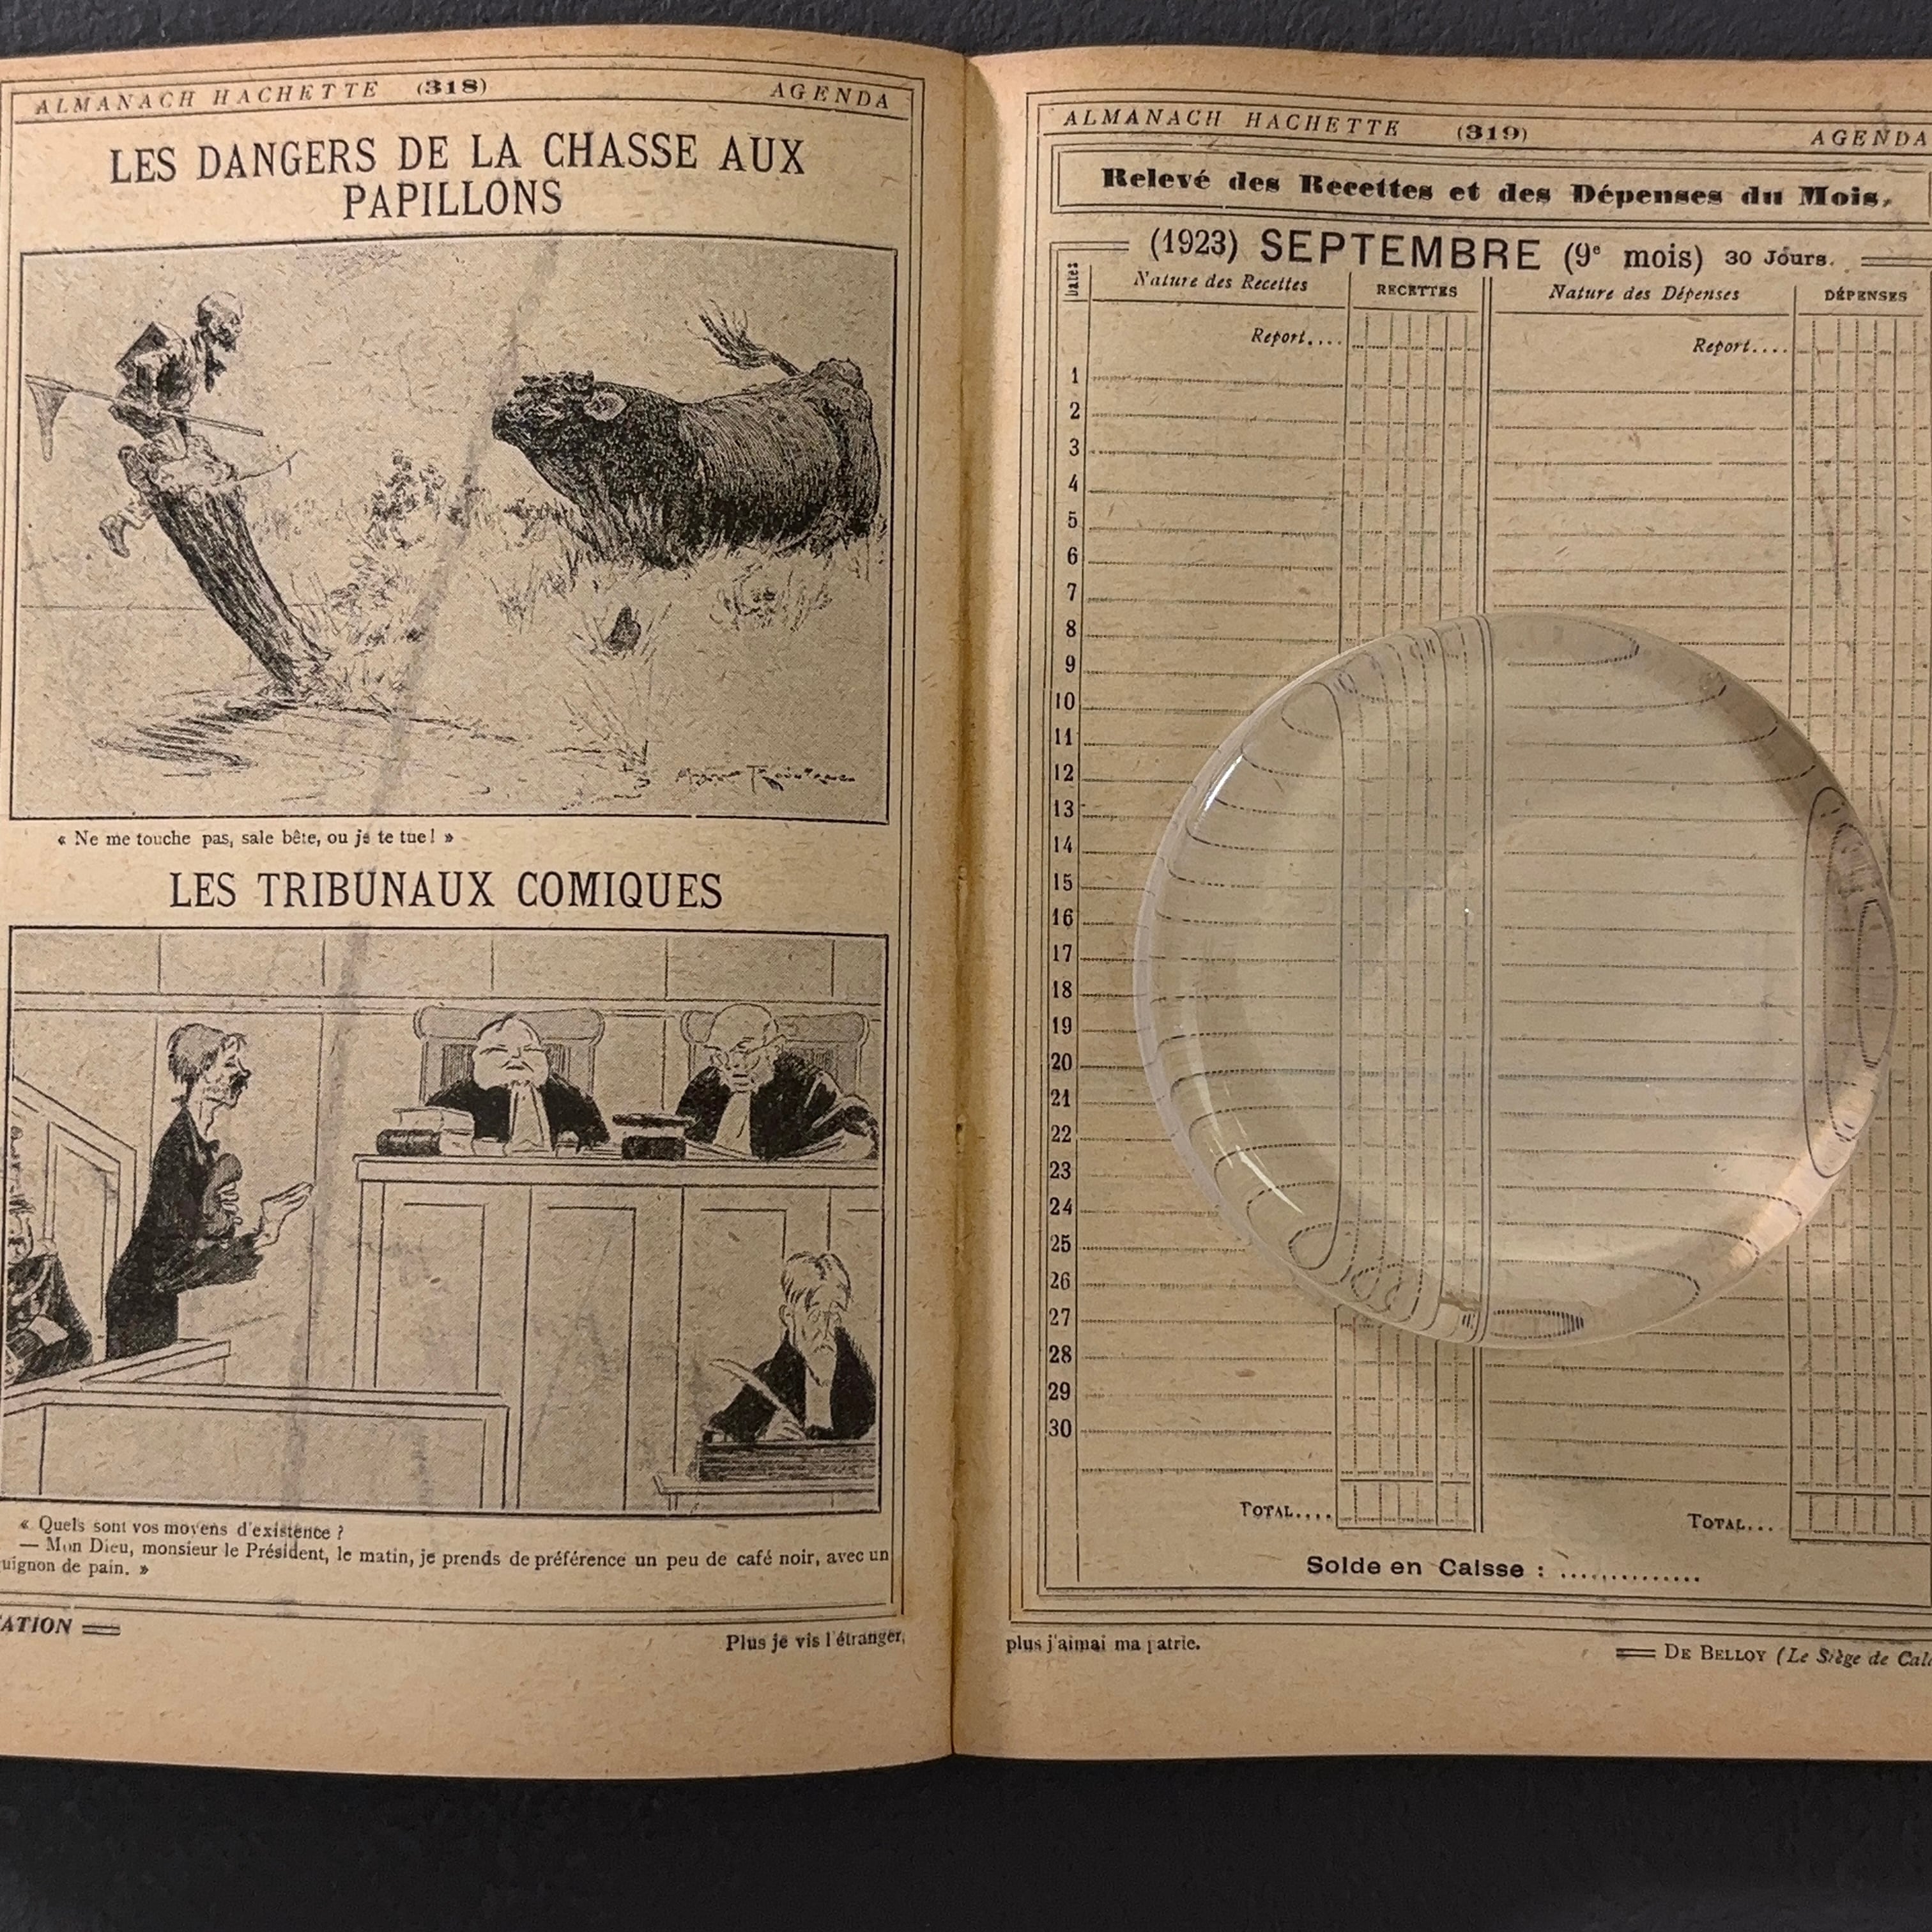 ALMANACH HACHETTE (318) AGENDA
LES DANGERS DE LA CHASSE AUX
PAPILLONS
« Ne me touche pas, sale bête, ou je te tue! »
LES TRIBUNAUX COMIQUES
« Quels sont vos moyens d'existence ?
— Mon Dieu, monsieur le Président, le matin, je prends de préférence un peu de café noir, avec un
uignon de pain. »
ATION
Plus je vis l'étranger,
ALMANACH HACHETTE (319) AGENDA
Relevé des Recettes et des Dépenses du Mois.
(1923) SEPTEMBRE (9e mois) 30 Jours.
Dates
Nature des Recettes RECETTES Nature des Dépenses DÉPENSES
Report.... Report....
1
2
3
4
5
6
7
8
9
10
11
12
13
14
15
16
17
18
19
20
21
22
23
24
25
26
27
28
29
30
TOTAL.... TOTAL....
Solde en Caisse : ..............
plus j'aimai ma patrie.
DE BELLOY (Le Siège de Cala